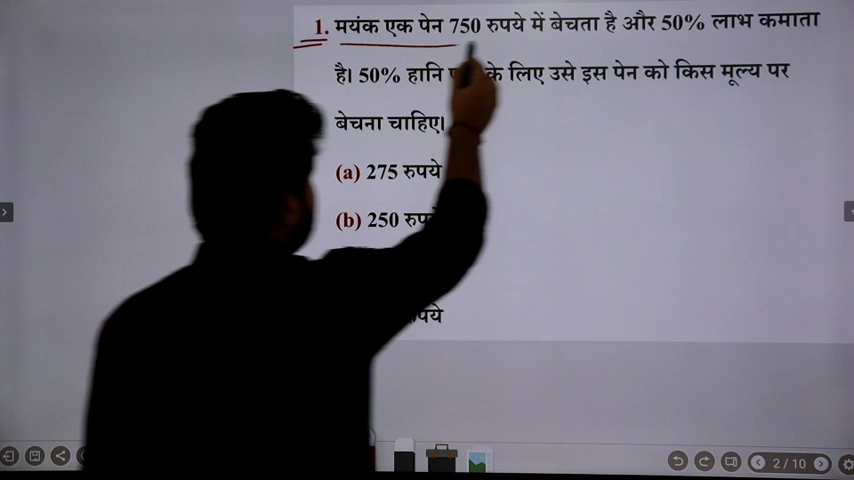 1. मयंक एक पेन 750 रुपये में बेचता है और 50% लाभ कमाता
है। 50% हानि के लिए उसे इस पेन को किस मूल्य पर
बेचना चाहिए।
(a) 275 रुपये
(b) 250
2 / 10